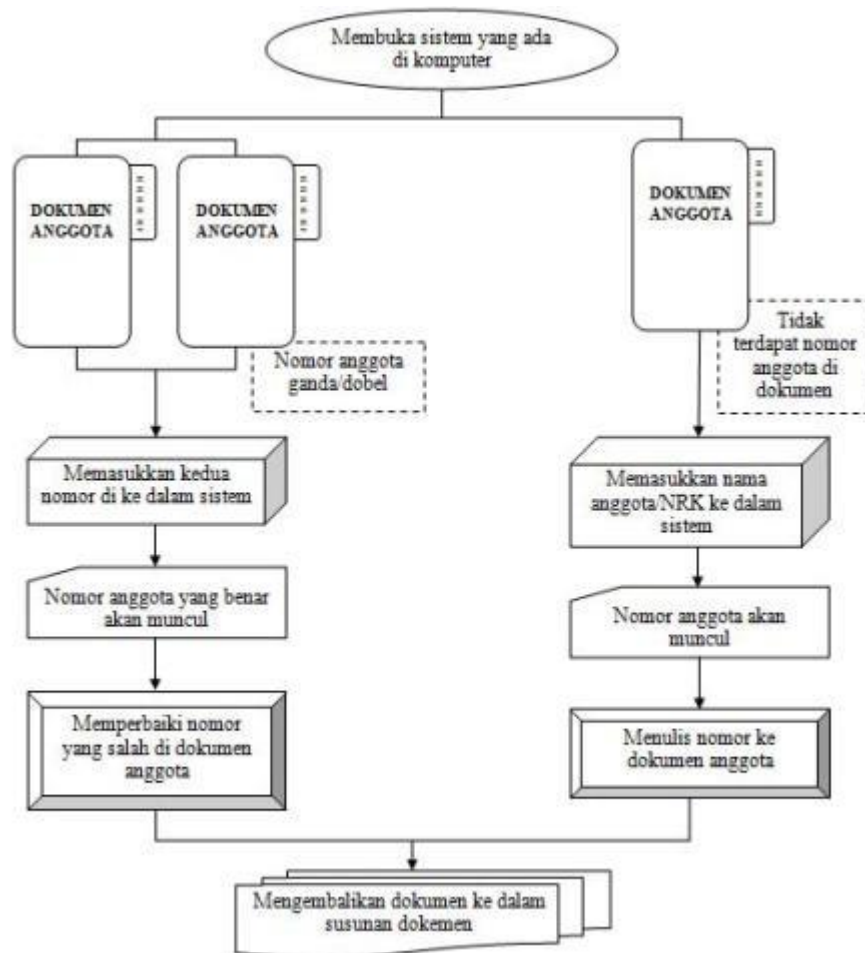 Membuka sistem yang ada
di komputer
DOKUMEN
ANGGOTA
DOKUMEN
ANGGOTA
DOKUMEN
ANGGOTA
Nomor anggota
ganda/dobel
Tidak
terdapat nomor
anggota di
dokumen
Memasukkan kedua
nomor di ke dalam sistem
Memasukkan nama
anggota/NRK ke dalam
sistem
Nomor anggota yang benar
akan muncul
Nomor anggota akan
muncul
Memperbaiki nomor
yang salah di dokumen
anggota
Menulis nomor ke
dokumen anggota
Mengembalikan dokumen ke dalam
susunan dokemen